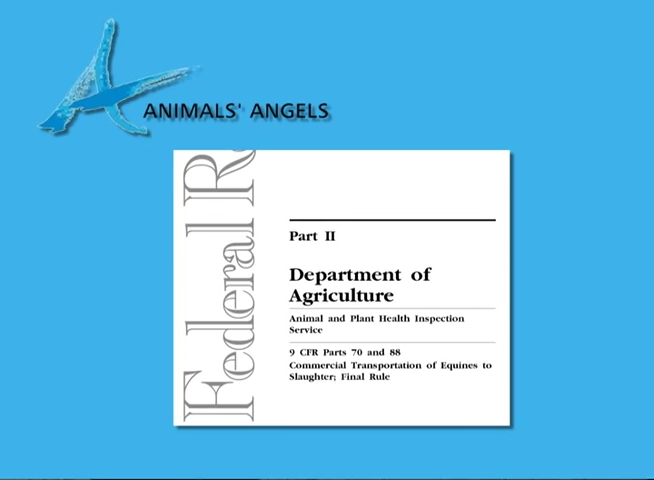 ANIMALS' ANGELS
Federal R
Part II
Department of
Agriculture
Animal and Plant Health Inspection
Service
9 CFR Parts 70 and 88
Commercial Transportation of Equines to
Slaughter; Final Rule